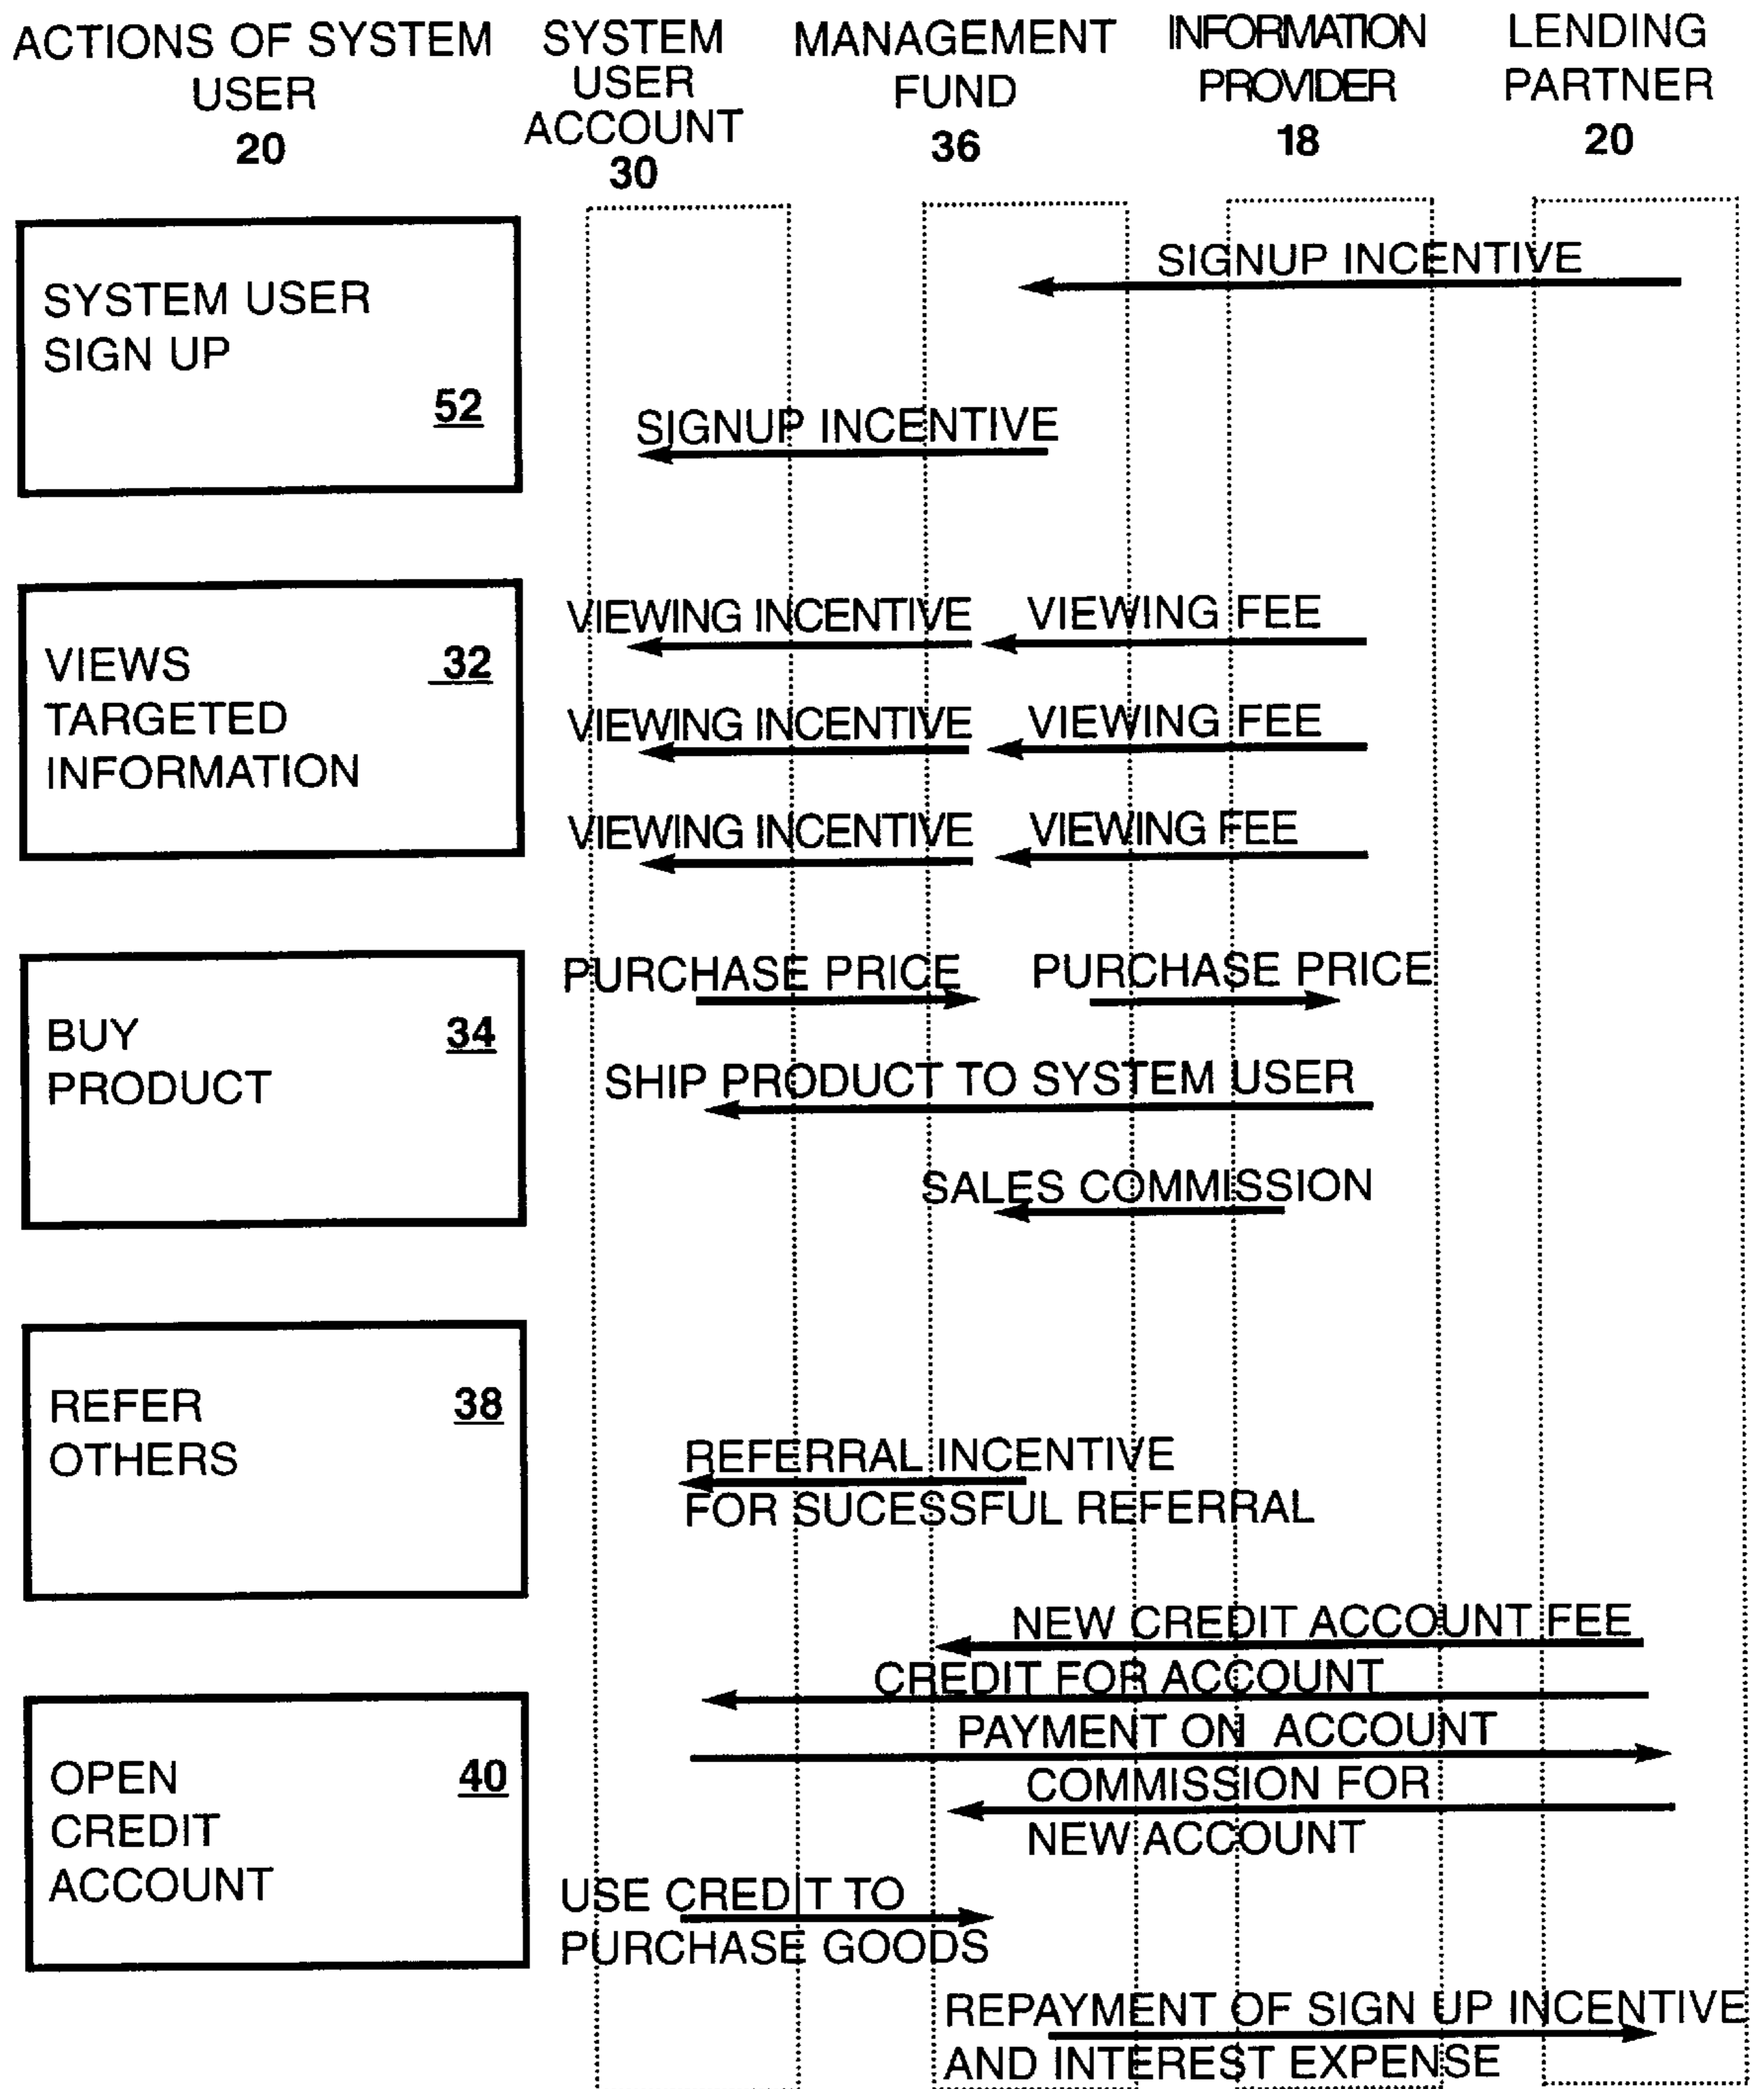 ACTIONS OF SYSTEM
USER
20
SYSTEM
USER
ACCOUNT
30
MANAGEMENT
FUND
36
INFORMATION
PROVIDER
18
LENDING
PARTNER
20
SYSTEM USER
SIGN UP
52
SIGNUP INCENTIVE
SIGNUP INCENTIVE
VIEWS 32
TARGETED
INFORMATION
VIEWING INCENTIVE
VIEWING FEE
VIEWING INCENTIVE
VIEWING FEE
VIEWING INCENTIVE
VIEWING FEE
BUY 34
PRODUCT
PURCHASE PRICE
PURCHASE PRICE
SHIP PRODUCT TO SYSTEM USER
SALES COMMISSION
REFER 38
OTHERS
REFERRAL INCENTIVE
FOR SUCESSFUL REFERRAL
OPEN 40
CREDIT
ACCOUNT
NEW CREDIT ACCOUNT FEE
CREDIT FOR ACCOUNT
PAYMENT ON ACCOUNT
COMMISSION FOR
NEW ACCOUNT
USE CREDIT TO
PURCHASE GOODS
REPAYMENT OF SIGN UP INCENTIVE
AND INTEREST EXPENSE